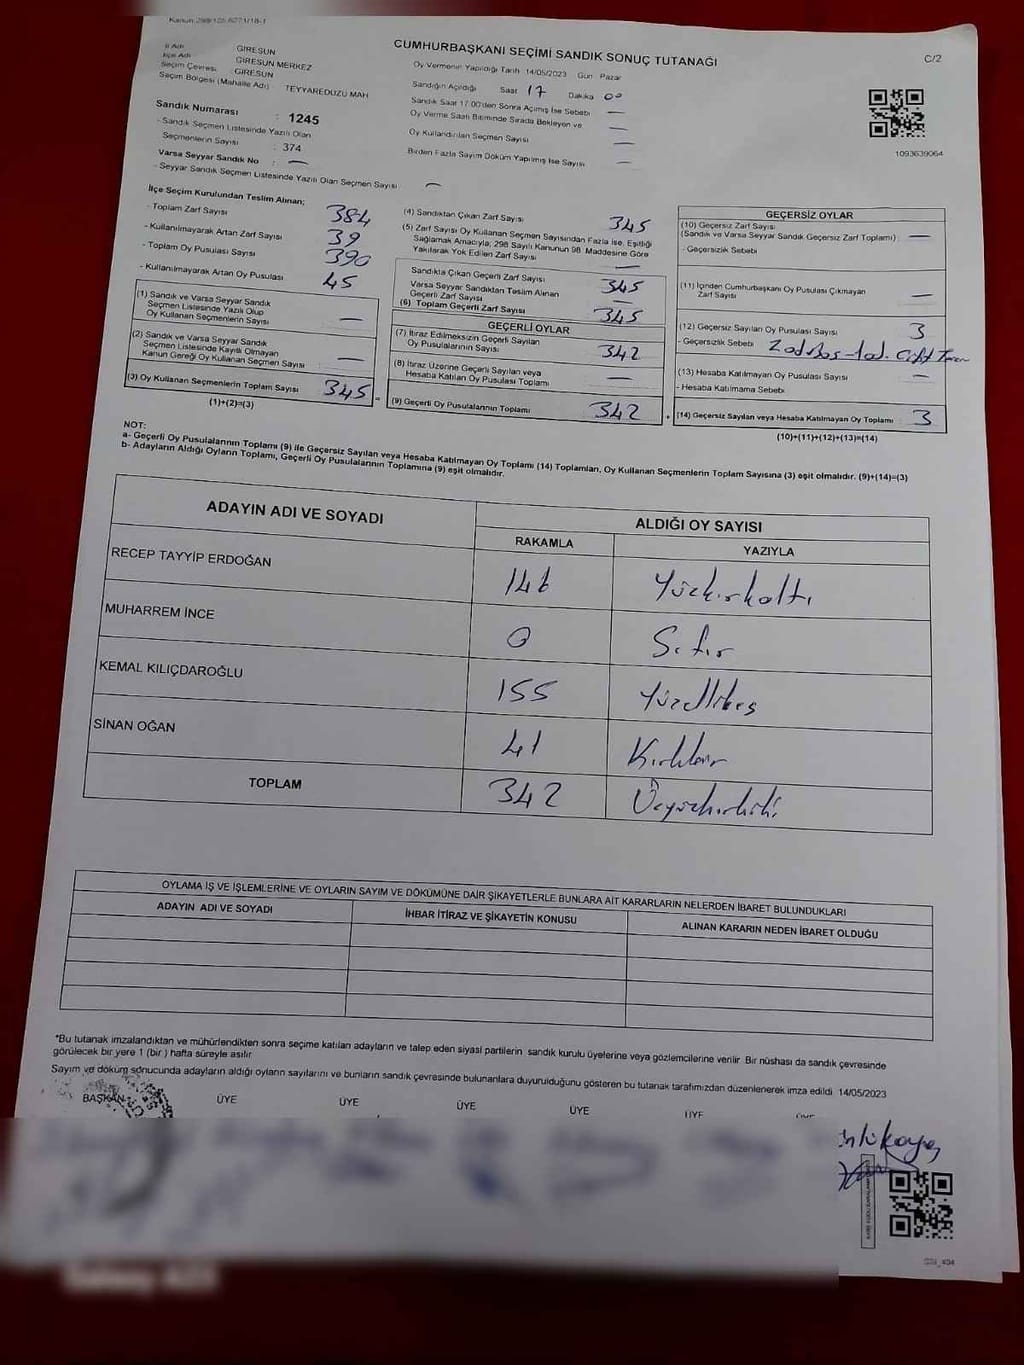 Kanun 298/105,6271/18-1
İl Adı GİRESUN
İlçe Adı GİRESUN MERKEZ
Seçim Çevresi GİRESUN
Seçim Bölgesi (Mahalle Adı) TEYYAREDÜZÜ MAH
CUMHURBAŞKANI SEÇİMİ SANDIK SONUÇ TUTANAĞI
C/2
Oy Vermenin Yapıldığı Tarih 14/05/2023 Gün Pazar
Sandığın Açıldığı Saat 17 Dakika 00
Sandık Saat 17.00'den Sonra Açılmış İse Sebebi —
Oy Verme Saati Bitiminde Sırada Bekleyen ve —
Oy Kullandırılan Seçmen Sayısı —
Birden Fazla Sayım Döküm Yapılmış İse Sayısı —
1093639064
Sandık Numarası : 1245
- Sandık Seçmen Listesinde Yazılı Olan
Seçmenlerin Sayısı : 374
Varsa Seyyar Sandık No : —
- Seyyar Sandık Seçmen Listesinde Yazılı Olan Seçmen Sayısı —
İlçe Seçim Kurulundan Teslim Alınan;
- Toplam Zarf Sayısı 384
- Kullanılmayarak Artan Zarf Sayısı 39
- Toplam Oy Pusulası Sayısı 390
- Kullanılmayarak Artan Oy Pusulası 45
(1) Sandık ve Varsa Seyyar Sandık
Seçmen Listesinde Yazılı Olup
Oy Kullanan Seçmenlerin Sayısı —
(2) Sandık ve Varsa Seyyar Sandık
Seçmen Listesinde Kayıtlı Olmayan
Kanun Gereği Oy Kullanan Seçmen Sayısı —
(3) Oy Kullanan Seçmenlerin Toplam Sayısı 345 =
(1)+(2)=(3)
(4) Sandıktan Çıkan Zarf Sayısı 345
(5) Zarf Sayısı Oy Kullanan Seçmen Sayısından Fazla ise, Eşitliği
Sağlamak Amacıyla, 298 Sayılı Kanunun 98. Maddesine Göre
Yakılarak Yok Edilen Zarf Sayısı —
Sandıkta Çıkan Geçerli Zarf Sayısı 345
Varsa Seyyar Sandıktan Teslim Alınan
Geçerli Zarf Sayısı —
(6) Toplam Geçerli Zarf Sayısı 345
GEÇERLİ OYLAR
(7) İtiraz Edilmeksizin Geçerli Sayılan
Oy Pusulalarının Sayısı 342
(8) İtiraz Üzerine Geçerli Sayılan veya
Hesaba Katılan Oy Pusulası Toplamı —
(9) Geçerli Oy Pusulalarının Toplamı 342 +
GEÇERSİZ OYLAR
(10) Geçersiz Zarf Sayısı
(Sandık ve Varsa Seyyar Sandık Geçersiz Zarf Toplamı) —
- Geçersizlik Sebebi
(11) İçinden Cumhurbaşkanı Oy Pusulası Çıkmayan
Zarf Sayısı —
(12) Geçersiz Sayılan Oy Pusulası Sayısı 3
- Geçersizlik Sebebi
(13) Hesaba Katılmayan Oy Pusulası Sayısı —
- Hesaba Katılmama Sebebi
(14) Geçersiz Sayılan veya Hesaba Katılmayan Oy Toplamı 3
(10)+(11)+(12)+(13)=(14)
NOT:
a- Geçerli Oy Pusulalarının Toplamı (9) ile Geçersiz Sayılan veya Hesaba Katılmayan Oy Toplamı (14) Toplamları, Oy Kullanan Seçmenlerin Toplam Sayısına (3) eşit olmalıdır. (9)+(14)=(3)
b- Adayların Aldığı Oyların Toplamı, Geçerli Oy Pusulalarının Toplamına (9) eşit olmalıdır.
ADAYIN ADI VE SOYADI
ALDIĞI OY SAYISI
RAKAMLA YAZIYLA
RECEP TAYYİP ERDOĞAN 146 Yüzkırkaltı
MUHARREM İNCE 0 Sıfır
KEMAL KILIÇDAROĞLU 155 Yüzellibeş
SİNAN OĞAN 41 Kırkbir
TOPLAM 342 Üçyüzkırkiki
OYLAMA İŞ VE İŞLEMLERİNE VE OYLARIN SAYIM VE DÖKÜMÜNE DAİR ŞİKAYETLERLE BUNLARA AİT KARARLARIN NELERDEN İBARET BULUNDUKLARI
ADAYIN ADI VE SOYADI İHBAR İTİRAZ VE ŞİKAYETİN KONUSU ALINAN KARARIN NEDEN İBARET OLDUĞU
*Bu tutanak imzalandıktan ve mühürlendikten sonra seçime katılan adayların ve talep eden siyasi partilerin sandık kurulu üyelerine veya gözlemcilerine verilir. Bir nüshası da sandık çevresinde
görülecek bir yere 1 (bir) hafta süreyle asılır.
Sayım ve döküm sonucunda adayların aldığı oyların sayılarını ve bunların sandık çevresinde bulunanlara duyurulduğunu gösteren bu tutanak tarafımızdan düzenlenerek imza edildi. 14/05/2023
BAŞKAN ÜYE ÜYE ÜYE ÜYE ÜYE ÜYE